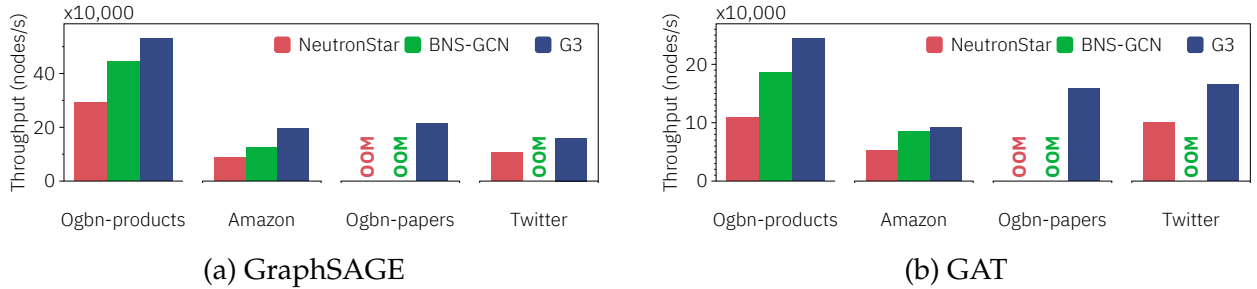 x10,000
Throughput (nodes/s)
40
20
0
NeutronStar BNS-GCN G3
OOM OOM OOM
Ogbn-products Amazon Ogbn-papers Twitter
(a) GraphSAGE
x10,000
Throughput (nodes/s)
20
10
0
NeutronStar BNS-GCN G3
OOM OOM OOM
Ogbn-products Amazon Ogbn-papers Twitter
(b) GAT